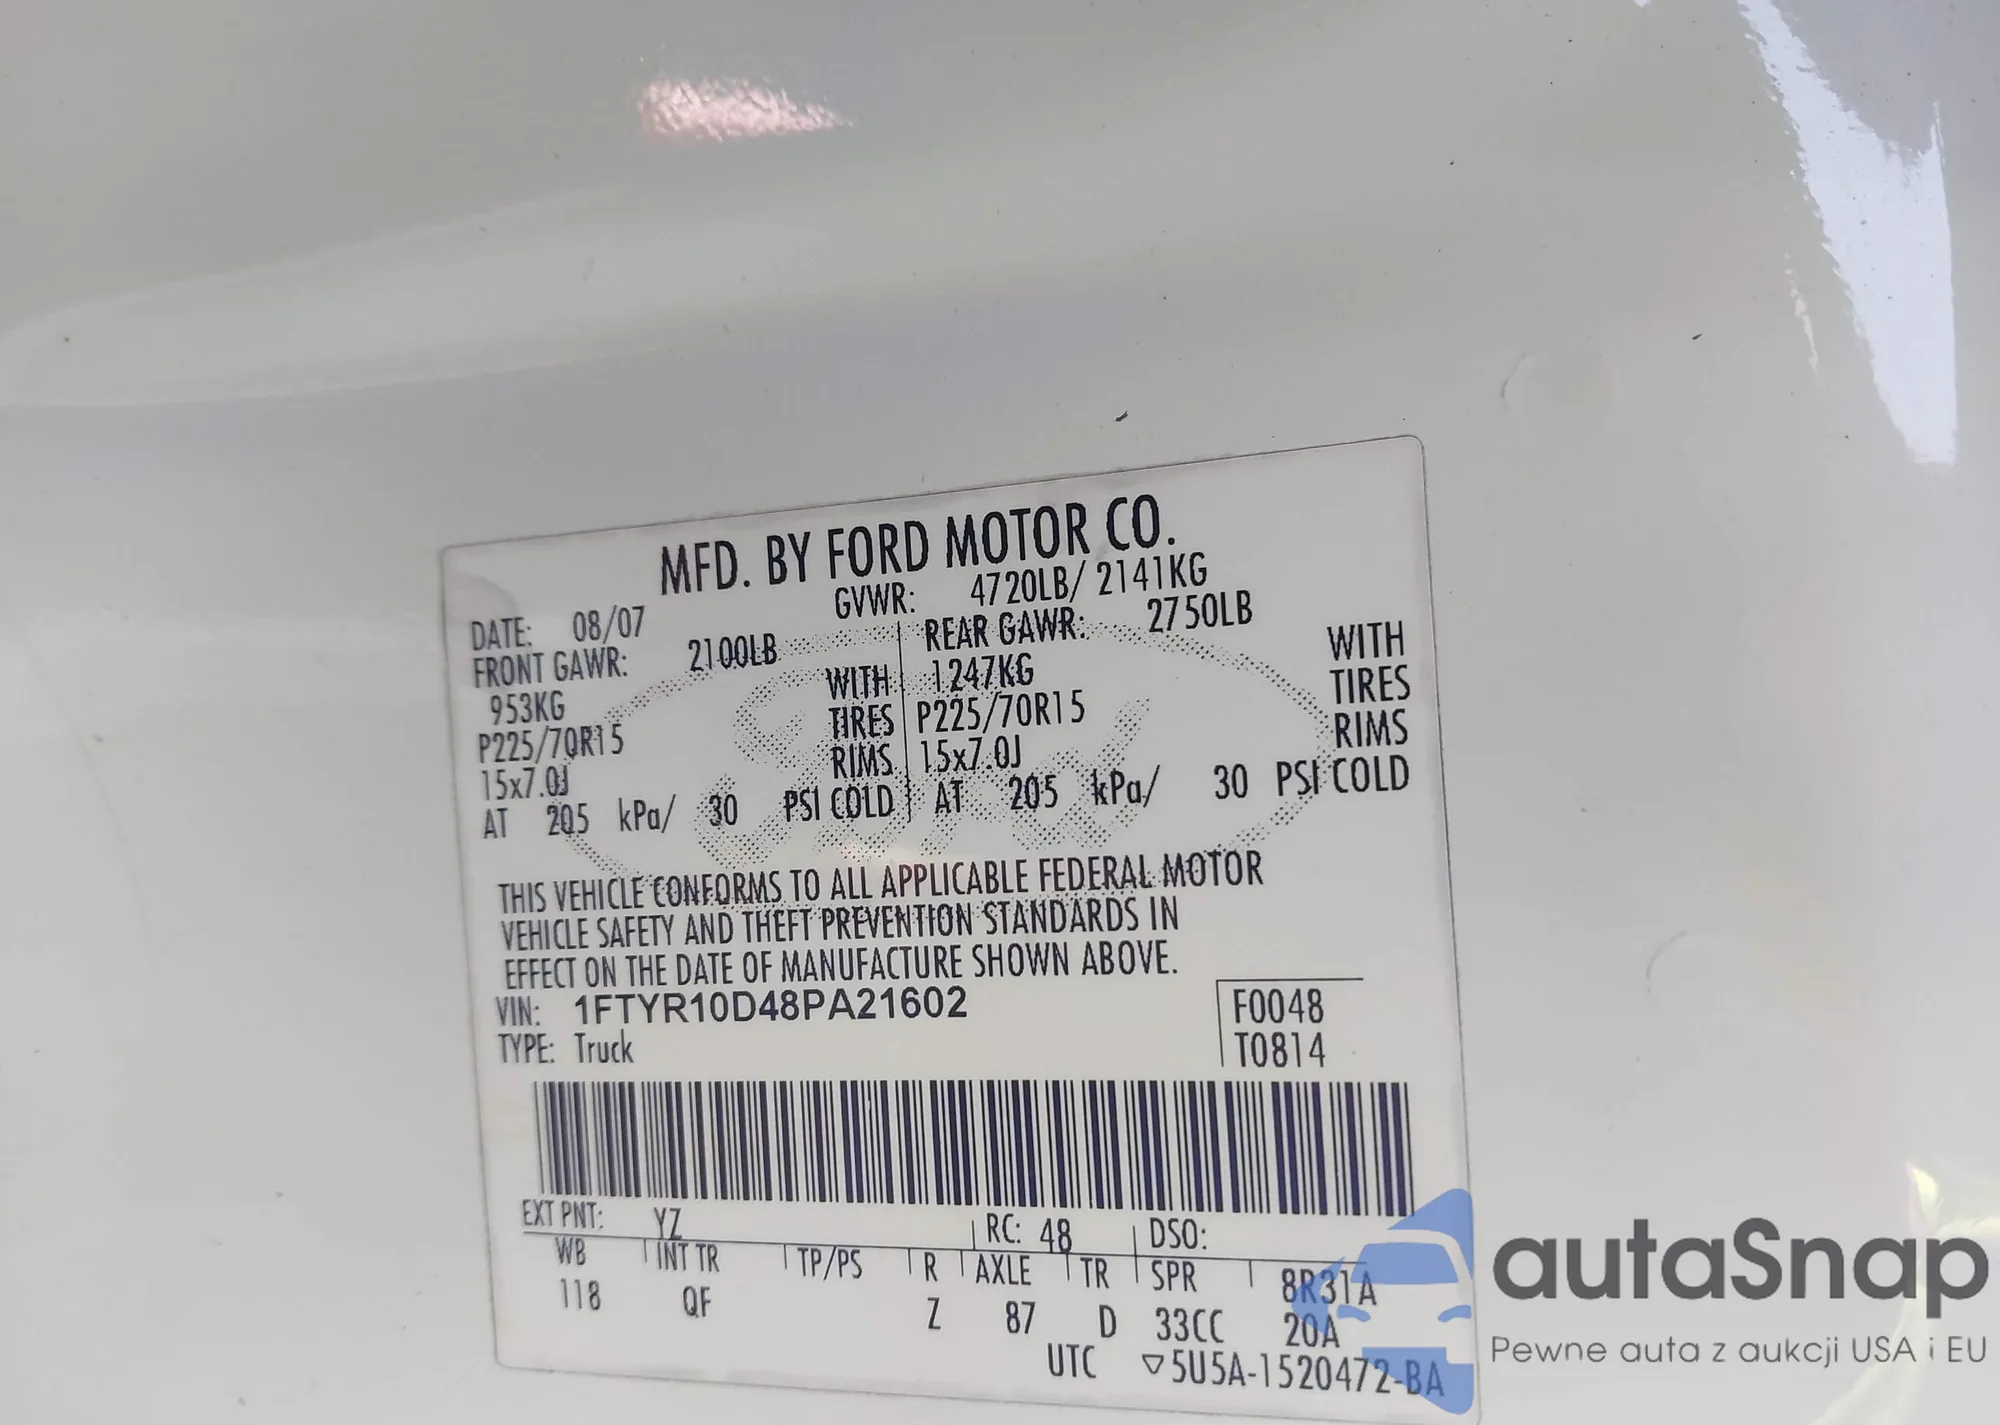 MFD. BY FORD MOTOR CO.
DATE: 08/07 GVWR: 4720LB/ 2141KG
FRONT GAWR: 2100LB REAR GAWR: 2750LB
953KG WITH 1247KG WITH
P225/70R15 TIRES P225/70R15 TIRES
15x7.0J RIMS 15x7.0J RIMS
AT 205 kPa/ 30 PSI COLD AT 205 kPa/ 30 PSI COLD
THIS VEHICLE CONFORMS TO ALL APPLICABLE FEDERAL MOTOR
VEHICLE SAFETY AND THEFT PREVENTION STANDARDS IN
EFFECT ON THE DATE OF MANUFACTURE SHOWN ABOVE.
VIN: 1FTYR10D48PA21602 F0048
TYPE: Truck T0814
EXT PNT: YZ RC: 48 DSO:
WB INT TR TP/PS R AXLE TR SPR 8R31A
118 QF Z 87 D 33CC 20A
UTC ▽5U5A-1520472-BA
Ford
autaSnap
Pewne auta z aukcji USA i EU